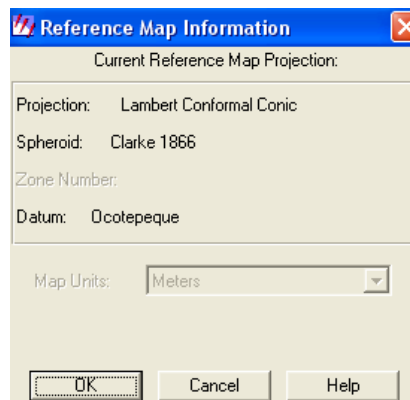 Reference Map Information
Current Reference Map Projection:
Projection: Lambert Conformal Conic
Spheroid: Clarke 1866
Zone Number:
Datum: Ocotepeque
Map Units: Meters
OK Cancel Help